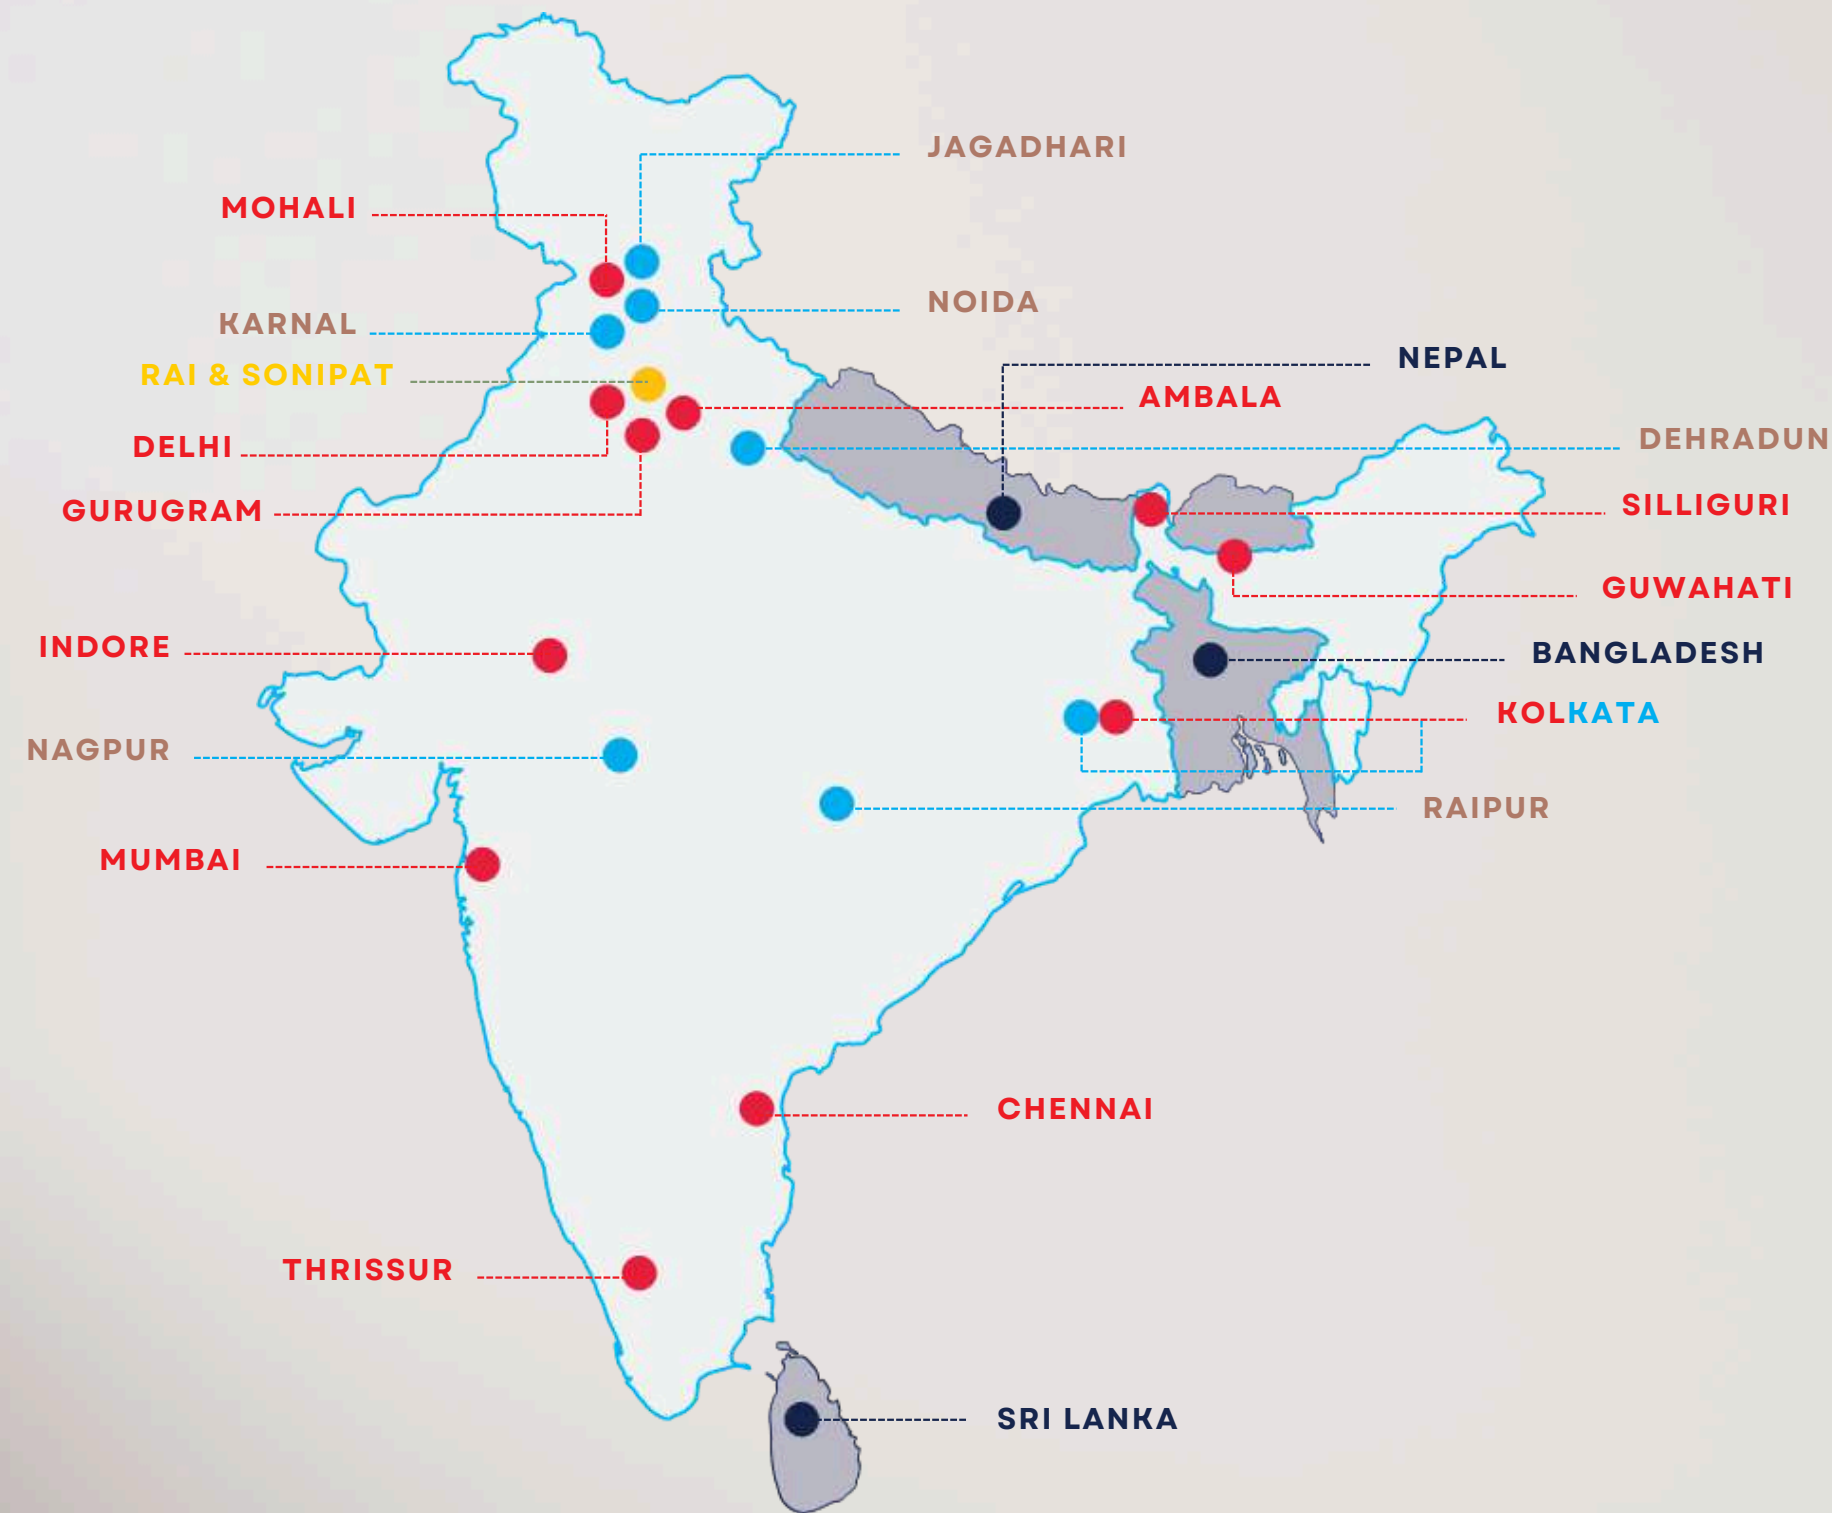 JAGADHARI
MOHALI
NOIDA
KARNAL
NEPAL
RAI & SONIPAT
AMBALA
DEHRADUN
DELHI
SILLIGURI
GURUGRAM
GUWAHATI
INDORE
BANGLADESH
KOLKATA
NAGPUR
RAIPUR
MUMBAI
CHENNAI
THRISSUR
SRI LANKA